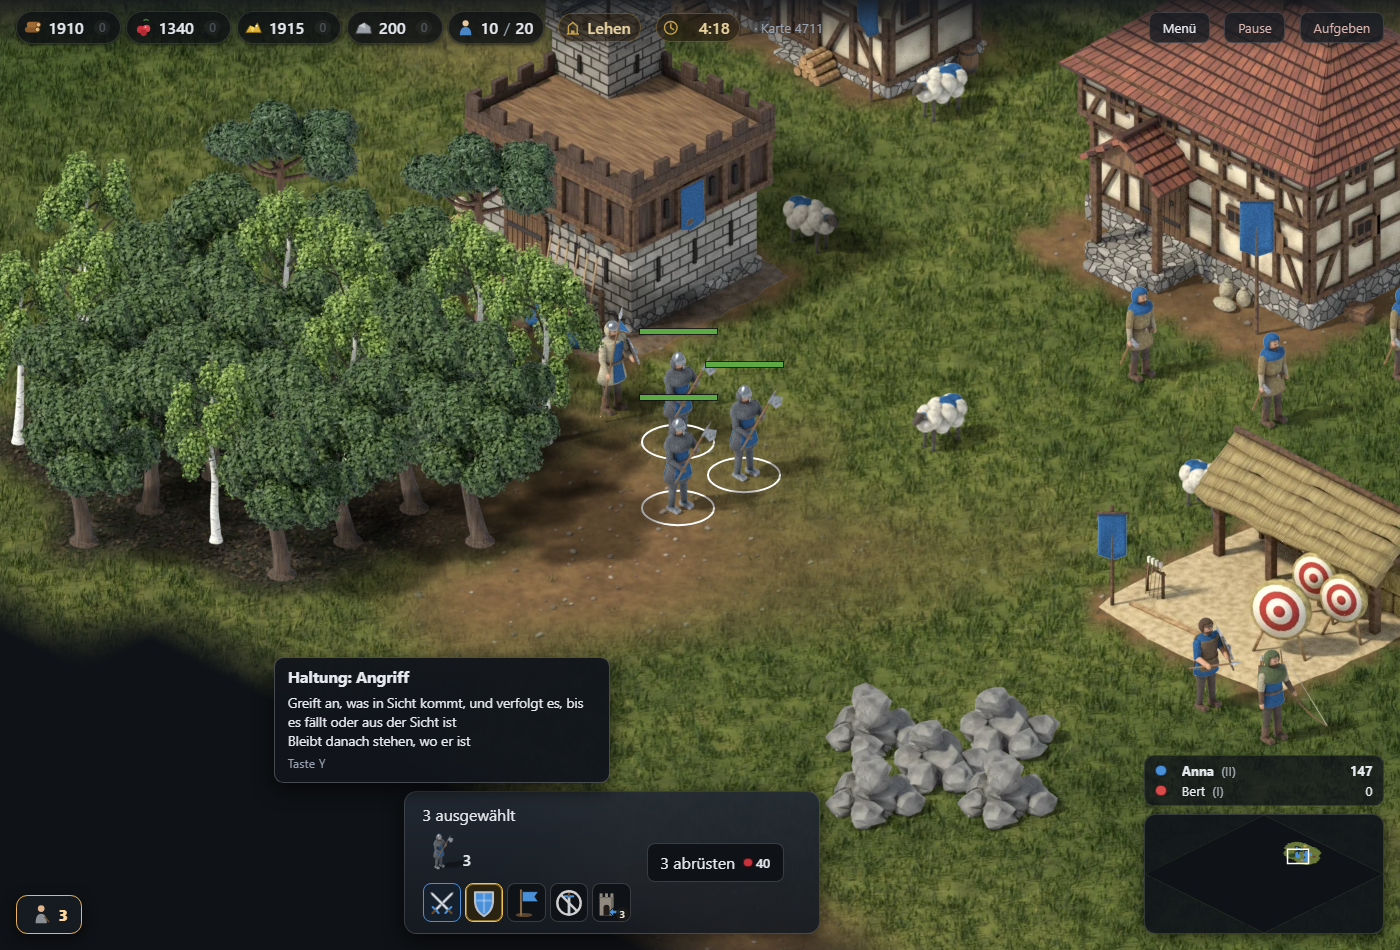 1910 0 1340 0 1915 0 200 0 10 / 20 Lehen 4:18 · Karte 4711 Menü Pause Aufgeben
Haltung: Angriff
Greift an, was in Sicht kommt, und verfolgt es, bis
es fällt oder aus der Sicht ist
Bleibt danach stehen, wo er ist
Taste Y
Anna (II) 147
Bert (I) 0
3 ausgewählt
3
3 abrüsten 40
3
3